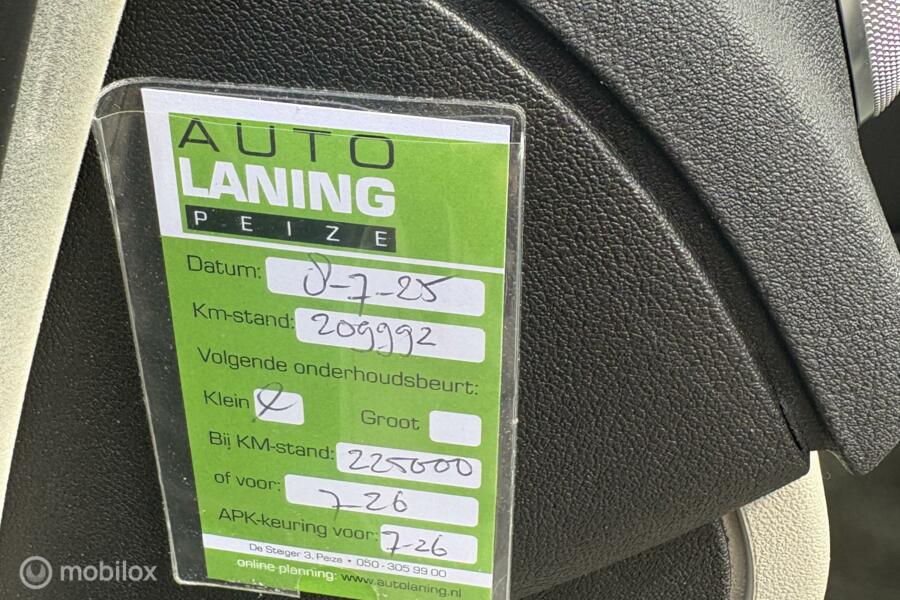 AUTO
LANING
PEIZE
Datum: 8-7-25
Km-stand: 209992
Volgende onderhoudsbeurt:
Klein Groot
Bij KM-stand: 225000
of voor: 7-26
APK-keuring voor: 7-26
De Steiger 3, Peize • 050 - 305 99 00
online planning: www.autolaning.nl
mobilox